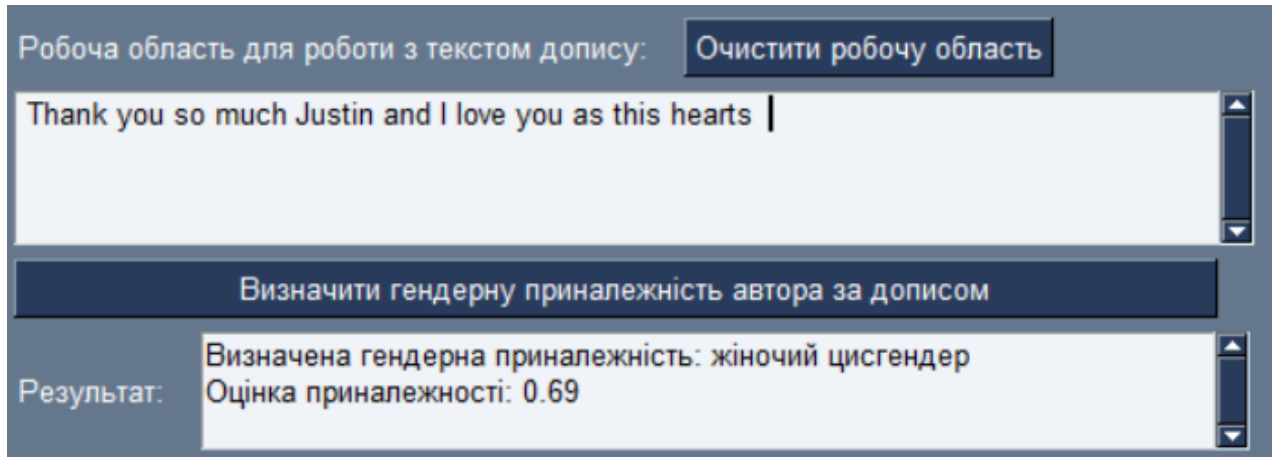 Робоча область для роботи з текстом допису:
Очистити робочу область
Thank you so much Justin and I love you as this hearts
Визначити гендерну приналежність автора за дописом
Результат:
Визначена гендерна приналежність: жіночий цисгендер
Оцінка приналежності: 0.69